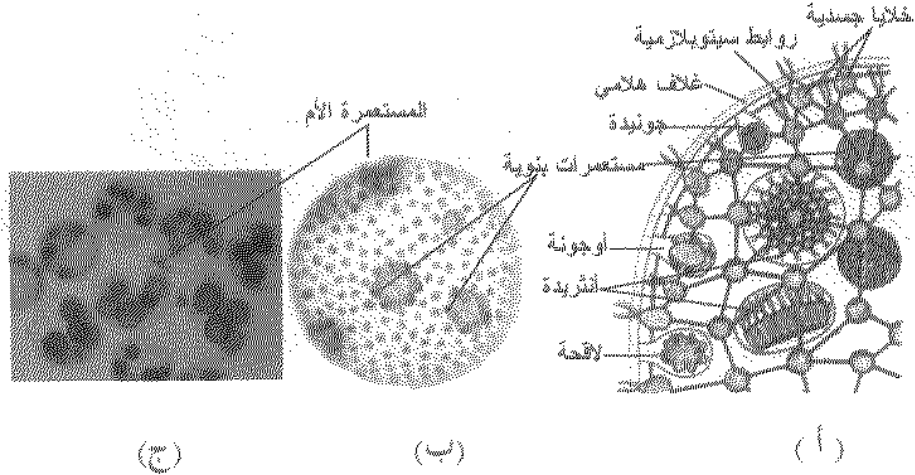 خلايا جسدية
روابط سيتوبلازمية
غلاف هلامي
جونيدة
المستعمرة الأم
مستعمرات بنوية
أوجونة
أنثريدة
لاقحة
(أ)
(ب)
(ج)